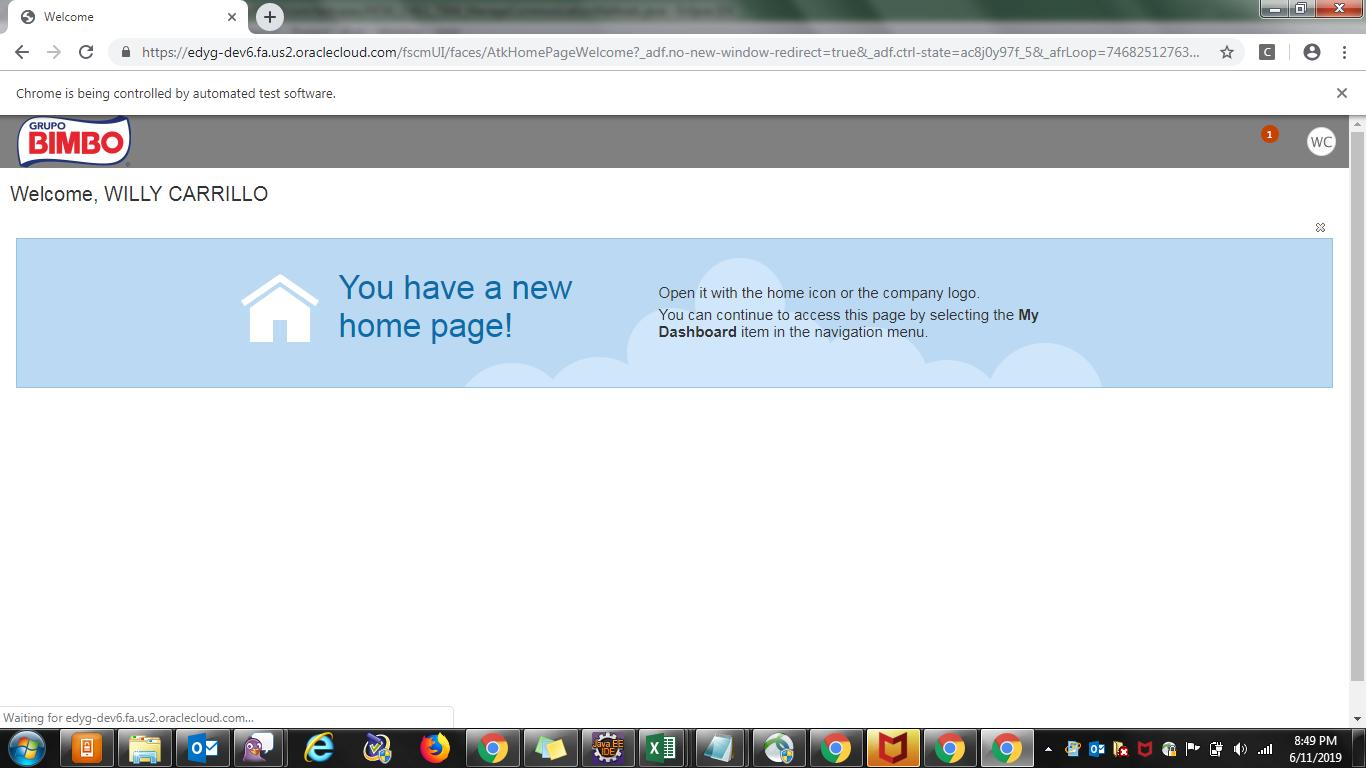 Welcome
https://edyg-dev6.fa.us2.oraclecloud.com/fscmUI/faces/AtkHomePageWelcome?_adf.no-new-window-redirect=true&_adf.ctrl-state=ac8j0y97f_5&_afrLoop=74682512763...
C
Chrome is being controlled by automated test software.
GRUPO
BIMBO
1
WC
Welcome, WILLY CARRILLO
You have a new
home page!
Open it with the home icon or the company logo.
You can continue to access this page by selecting the My
Dashboard item in the navigation menu.
Waiting for edyg-dev6.fa.us2.oraclecloud.com...
Java EE
IDE
8:49 PM
6/11/2019